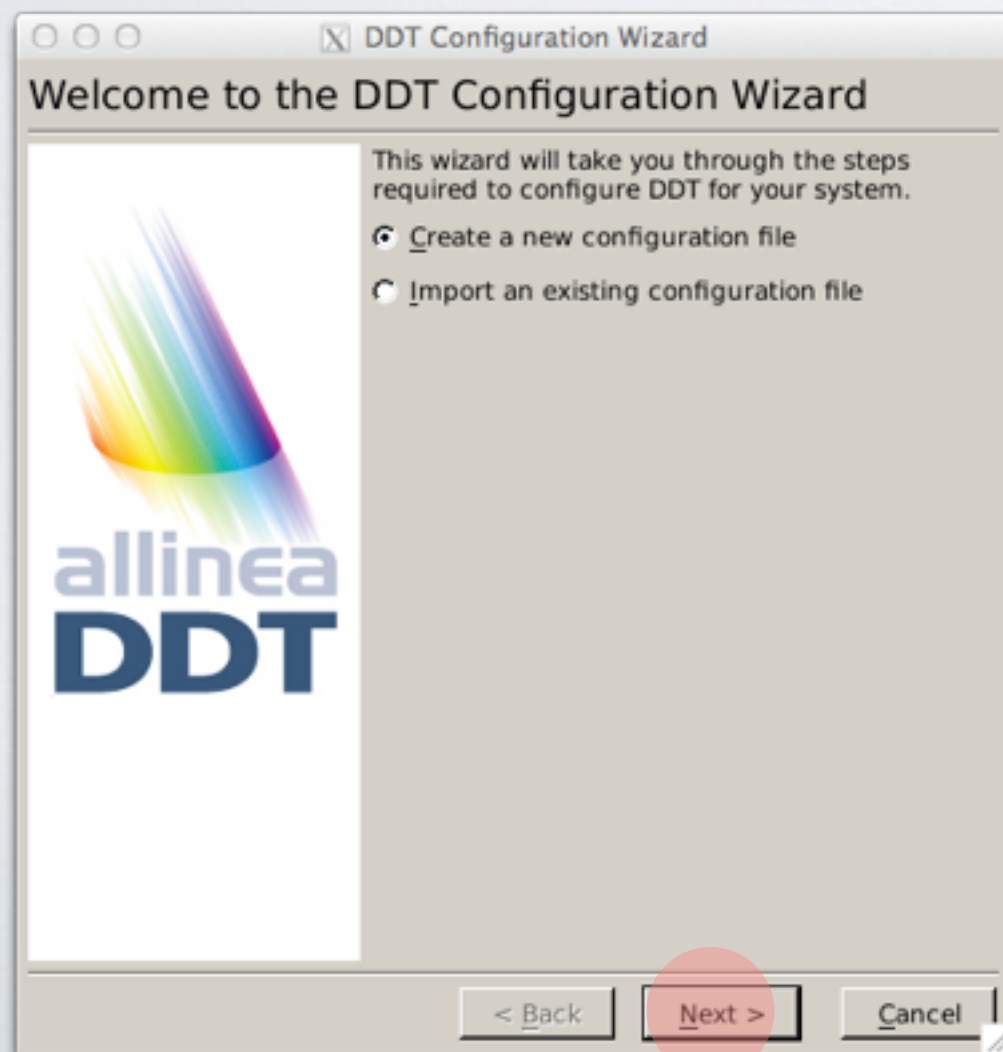 DDT Configuration Wizard
Welcome to the DDT Configuration Wizard
This wizard will take you through the steps
required to configure DDT for your system.
Create a new configuration file
Import an existing configuration file
allinea
DDT
< Back
Next >
Cancel